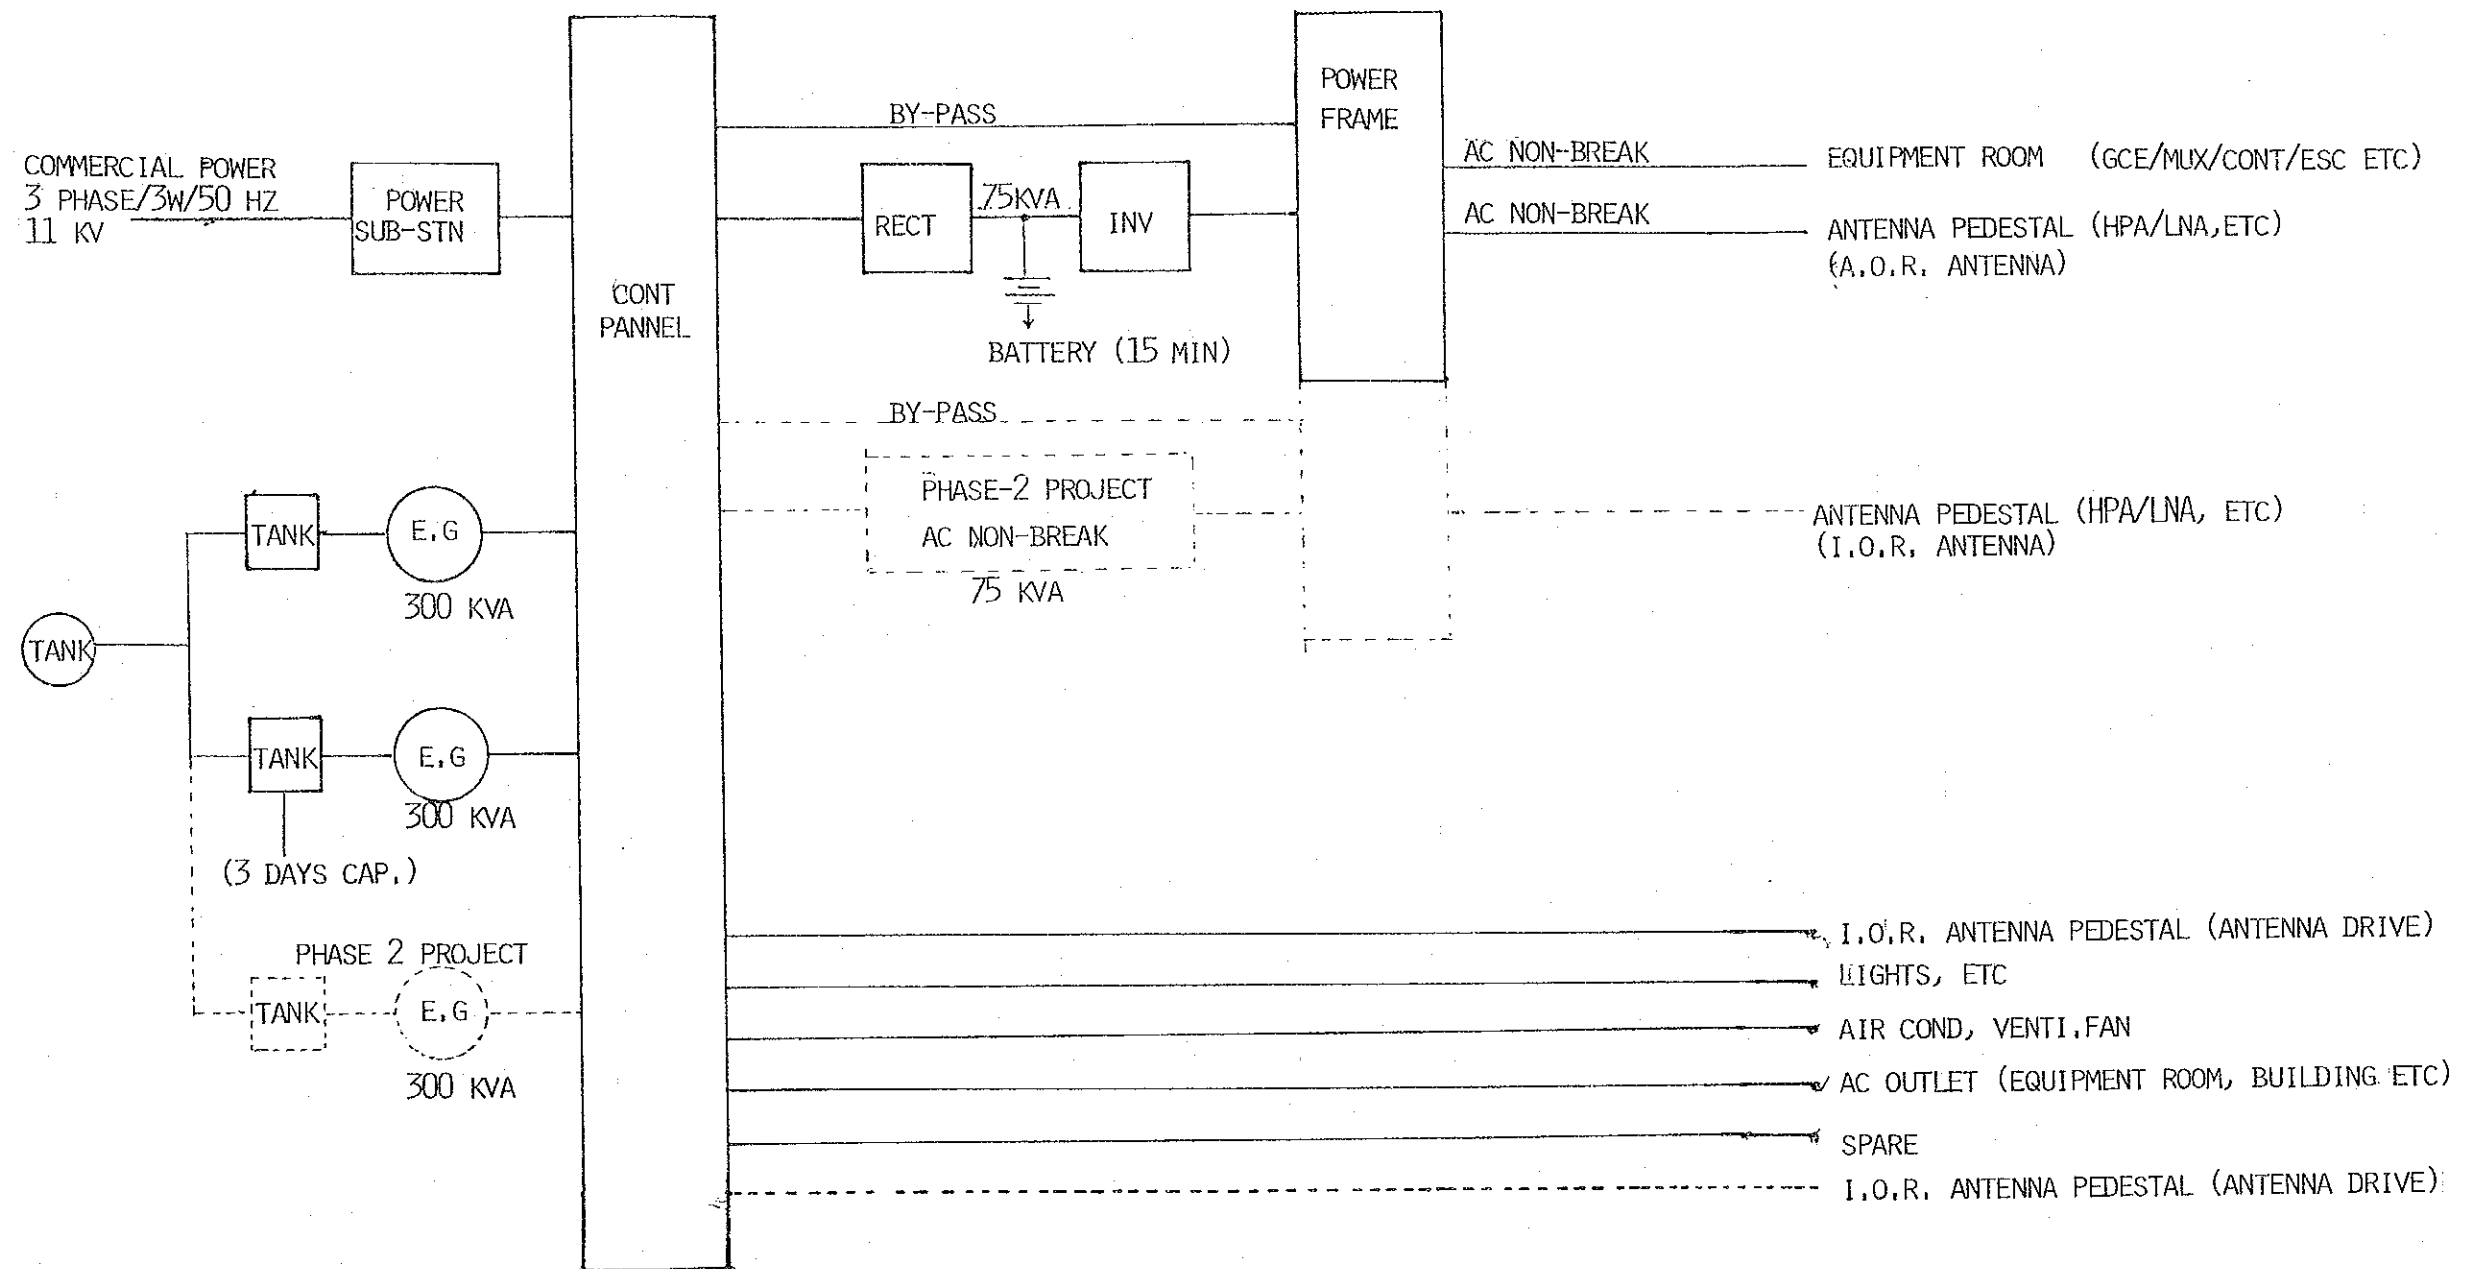 COMMERCIAL POWER
3 PHASE/3W/50 HZ
11 KV
POWER
SUB-STN
CONT
PANNEL
BY-PASS
RECT
75KVA
INV
BATTERY (15 MIN)
POWER
FRAME
AC NON-BREAK
EQUIPMENT ROOM (GCE/MUX/CONT/ESC ETC)
AC NON-BREAK
ANTENNA PEDESTAL (HPA/LNA,ETC)
(A.O.R. ANTENNA)
BY-PASS
PHASE-2 PROJECT
AC NON-BREAK
75 KVA
ANTENNA PEDESTAL (HPA/LNA, ETC)
(I.O.R. ANTENNA)
TANK
TANK
E.G
300 KVA
TANK
E.G
300 KVA
(3 DAYS CAP.)
PHASE 2 PROJECT
TANK
E.G
300 KVA
I.O.R. ANTENNA PEDESTAL (ANTENNA DRIVE)
LIGHTS, ETC
AIR COND, VENTI.FAN
AC OUTLET (EQUIPMENT ROOM, BUILDING ETC)
SPARE
I.O.R. ANTENNA PEDESTAL (ANTENNA DRIVE)